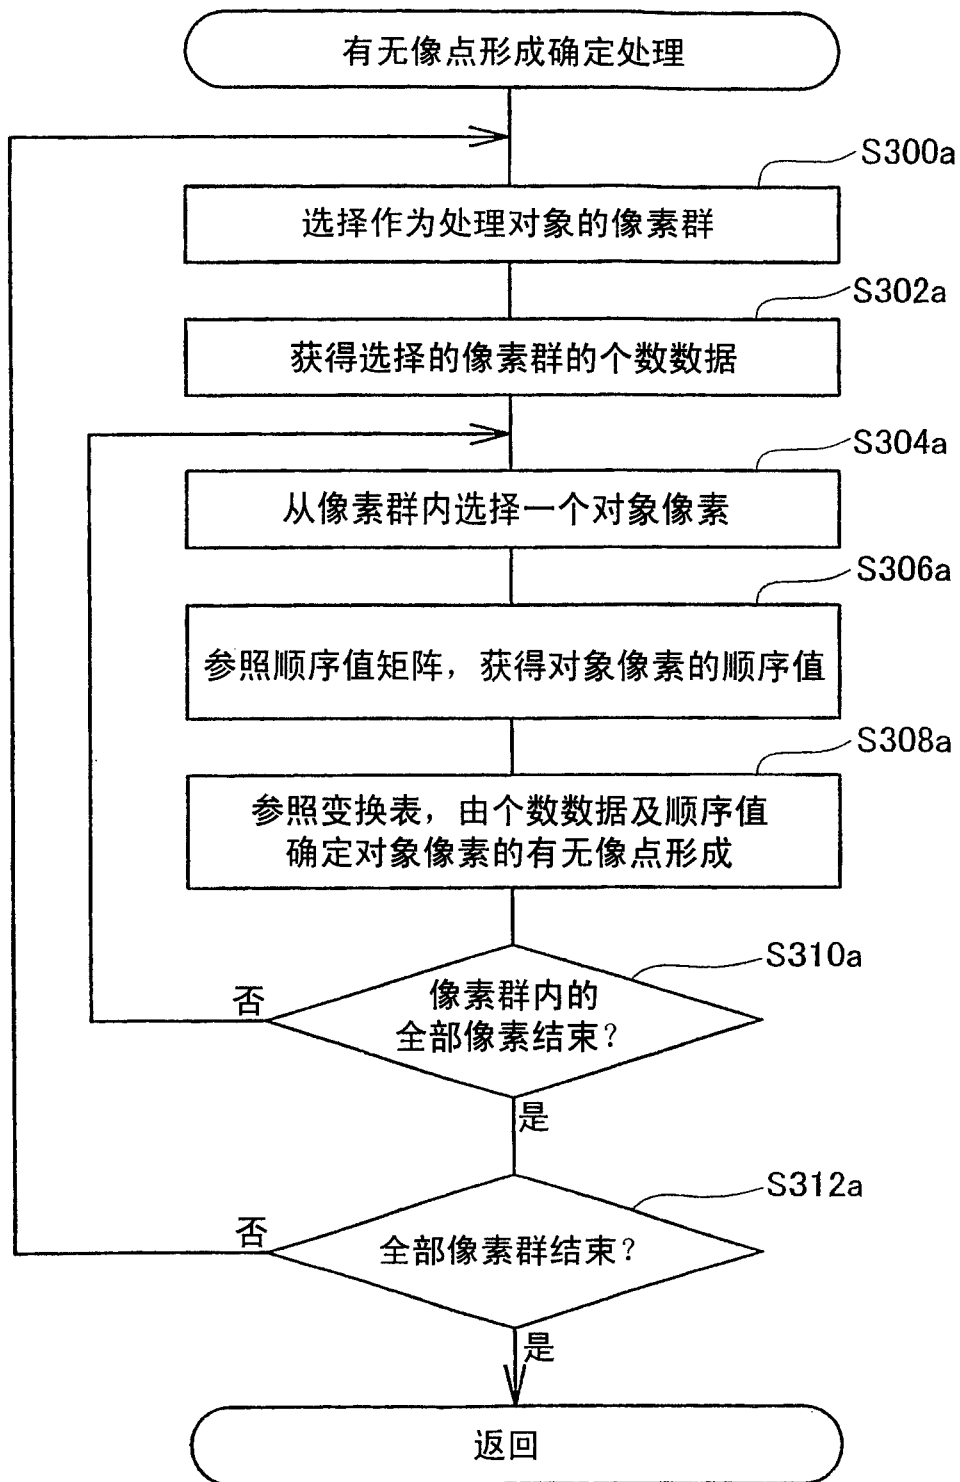 有无像点形成确定处理
S300a
选择作为处理对象的像素群
S302a
获得选择的像素群的个数数据
S304a
从像素群内选择一个对象像素
S306a
参照顺序值矩阵，获得对象像素的顺序值
S308a
参照变换表，由个数数据及顺序值
确定对象像素的有无像点形成
S310a
否
像素群内的
全部像素结束？
是
S312a
否
全部像素群结束？
是
返回